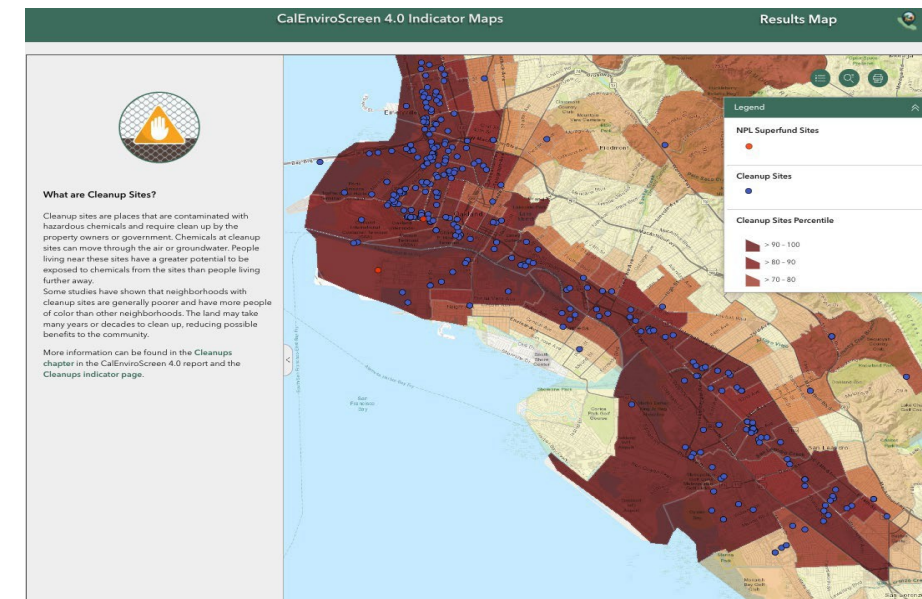 CalEnviroScreen 4.0 Indicator Maps
Results Map
What are Cleanup Sites?
Cleanup sites are places that are contaminated with
hazardous chemicals and require clean up by the
property owners or government. Chemicals at cleanup
sites can move through the air or groundwater. People
living near these sites have a greater potential to be
exposed to chemicals from the sites than people living
further away.
Some studies have shown that neighborhoods with
cleanup sites are generally poorer and have more people
of color than other neighborhoods. The land may take
many years or decades to clean up, reducing possible
benefits to the community.
More information can be found in the Cleanups
chapter in the CalEnviroScreen 4.0 report and the
Cleanups indicator page.
Legend
NPL Superfund Sites
Cleanup Sites
Cleanup Sites Percentile
> 90 - 100
> 80 - 90
> 70 - 80
Piedmont
San
Francisco
Bay
San Leandro